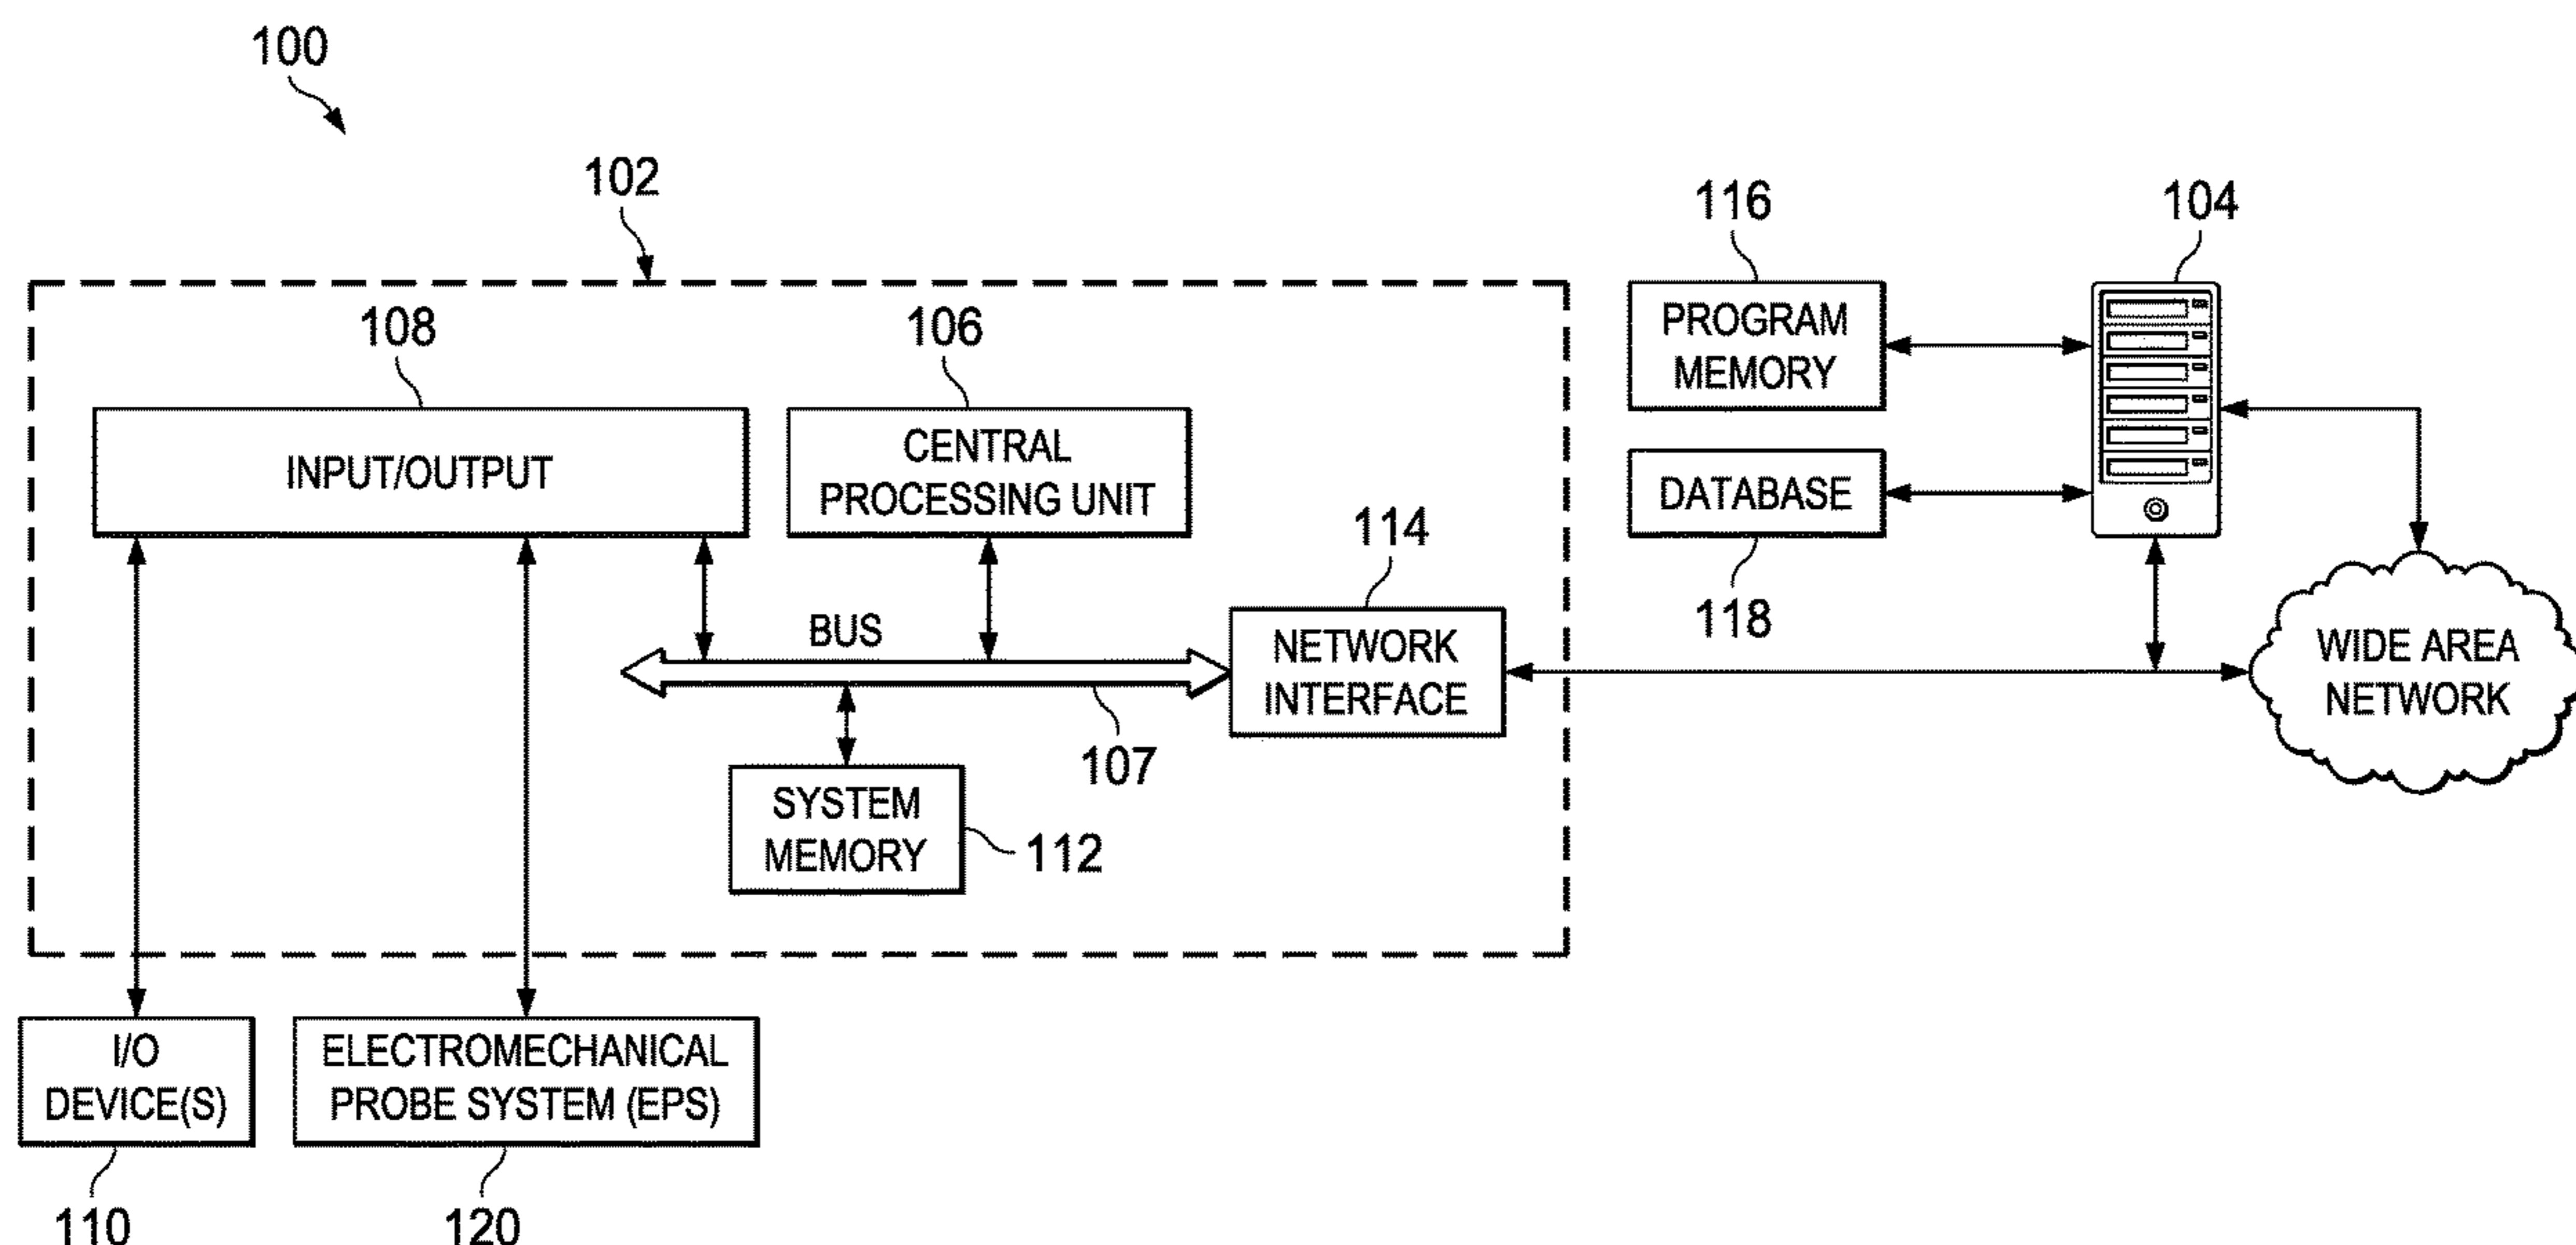 100
102
116
104
108
106
PROGRAM
MEMORY
INPUT/OUTPUT
CENTRAL
PROCESSING UNIT
DATABASE
118
114
BUS
NETWORK
INTERFACE
WIDE AREA
NETWORK
107
SYSTEM
MEMORY
112
I/O
DEVICE(S)
ELECTROMECHANICAL
PROBE SYSTEM (EPS)
110
120